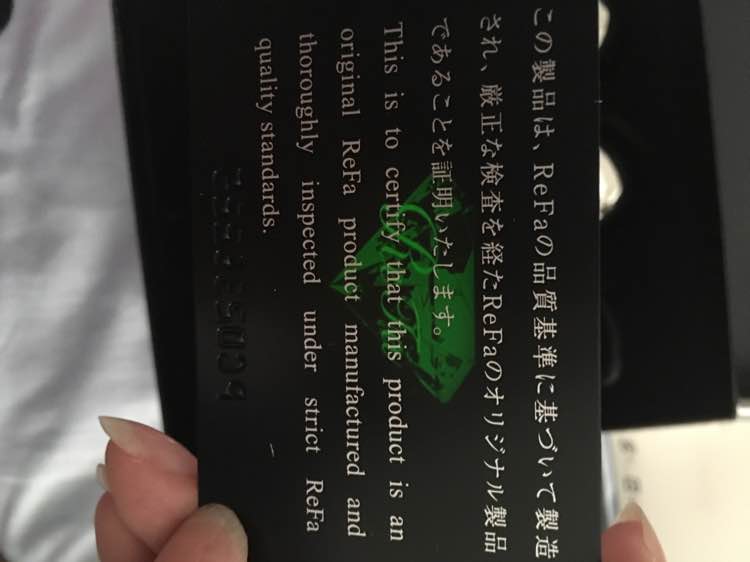 この製品は、ReFaの品質基準に基づいて製造
され、厳正な検査を経たReFaのオリジナル製品
であることを証明いたします。
This is to certify that this product is an
original ReFa product manufactured and
thoroughly inspected under strict ReFa
quality standards.